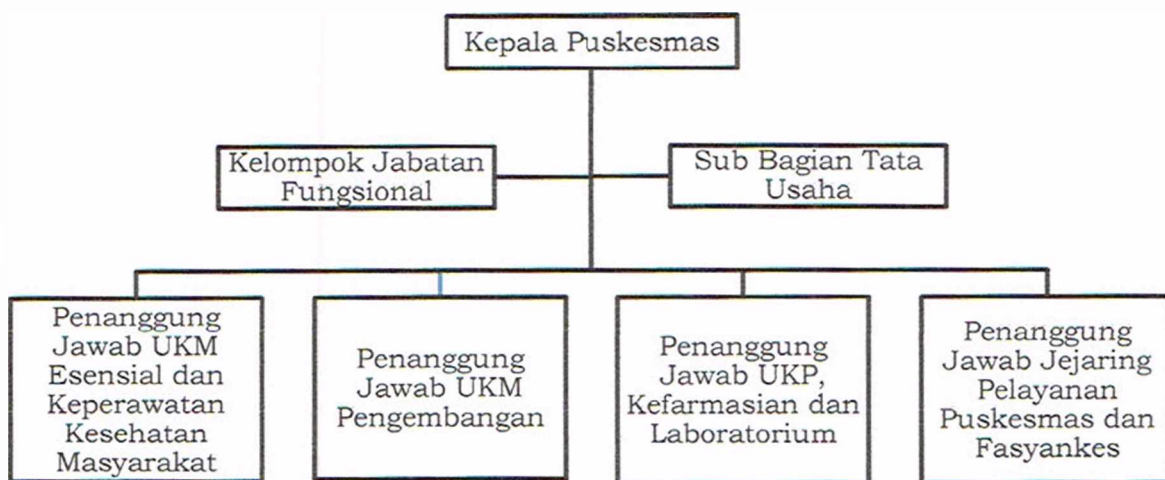 Kepala Puskesmas
Kelompok Jabatan
Fungsional
Sub Bagian Tata
Usaha
Penanggung
Jawab UKM
Esensial dan
Keperawatan
Kesehatan
Masyarakat
Penanggung
Jawab UKM
Pengembangan
Penanggung
Jawab UKP,
Kefarmasian dan
Laboratorium
Penanggung
Jawab Jejaring
Pelayanan
Puskesmas dan
Fasyankes